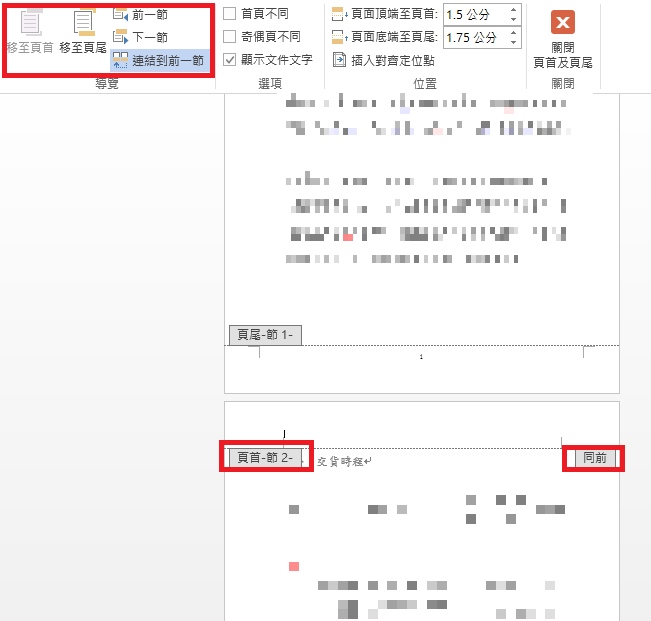 移至頁首
移至頁尾
前一節
下一節
連結到前一節
導覽
首頁不同
奇偶頁不同
顯示文件文字
選項
頁面頂端至頁首: 1.5 公分
頁面底端至頁尾: 1.75 公分
插入對齊定位點
位置
關閉
頁首及頁尾
關閉
頁尾-節 1-
1
頁首-節 2-
交貨時程
同前